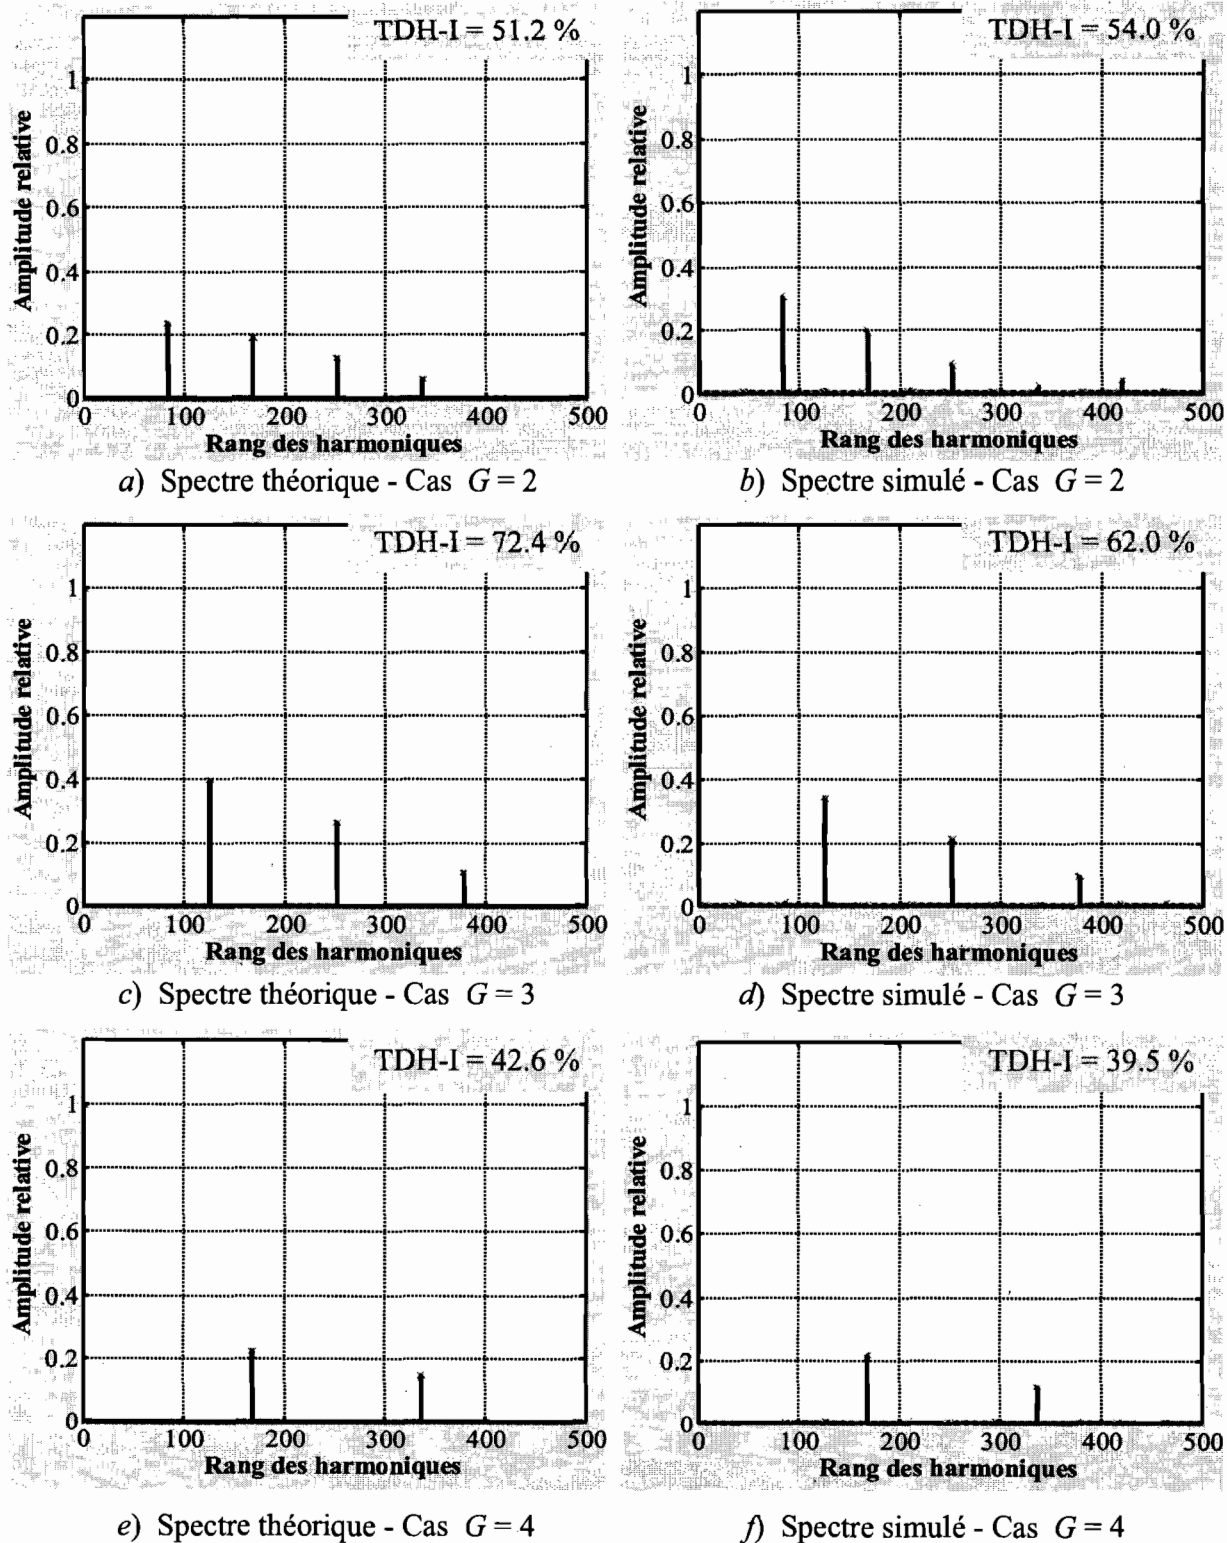 TDH-I = 51.2 %
Amplitude relative
1
0.8
0.6
0.4
0.2
0
0 100 200 300 400 500
Rang des harmoniques
a) Spectre théorique - Cas G = 2
TDH-I = 54.0 %
Amplitude relative
1
0.8
0.6
0.4
0.2
0
0 100 200 300 400 500
Rang des harmoniques
b) Spectre simulé - Cas G = 2
TDH-I = 72.4 %
Amplitude relative
1
0.8
0.6
0.4
0.2
0
0 100 200 300 400 500
Rang des harmoniques
c) Spectre théorique - Cas G = 3
TDH-I = 62.0 %
Amplitude relative
1
0.8
0.6
0.4
0.2
0
0 100 200 300 400 500
Rang des harmoniques
d) Spectre simulé - Cas G = 3
TDH-I = 42.6 %
Amplitude relative
1
0.8
0.6
0.4
0.2
0
0 100 200 300 400 500
Rang des harmoniques
e) Spectre théorique - Cas G = 4
TDH-I = 39.5 %
Amplitude relative
1
0.8
0.6
0.4
0.2
0
0 100 200 300 400 500
Rang des harmoniques
f) Spectre simulé - Cas G = 4